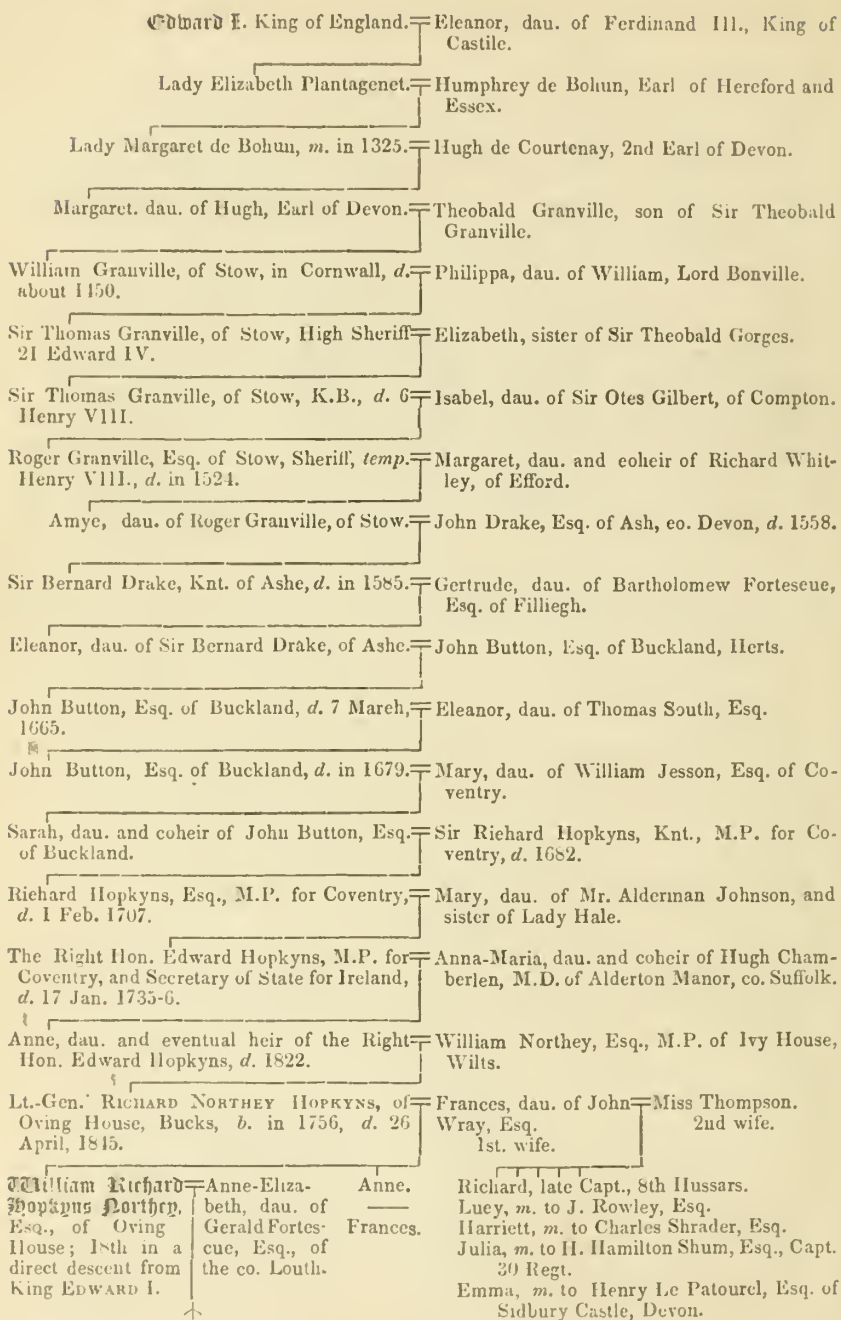 Edward I. King of England. Eleanor, dau. of Ferdinand III., King of
Castile.
Lady Elizabeth Plantagenet. Humphrey de Bohun, Earl of Hereford and
Essex.
Lady Margaret de Bohun, m. in 1325. Hugh de Courtenay, 2nd Earl of Devon.
Margaret. dau. of Hugh, Earl of Devon. Theobald Granville, son of Sir Theobald
Granville.
William Granville, of Stow, in Cornwall, d. Philippa, dau. of William, Lord Bonville.
about 1450.
Sir Thomas Granville, of Stow, High Sheriff Elizabeth, sister of Sir Theobald Gorges.
21 Edward IV.
Sir Thomas Granville, of Stow, K.B., d. 6 Isabel, dau. of Sir Otes Gilbert, of Compton.
Henry VIII.
Roger Granville, Esq. of Stow, Sheriff, temp. Margaret, dau. and coheir of Richard Whit-
Henry VIII., d. in 1524. ley, of Efford.
Amye, dau. of Roger Granville, of Stow. John Drake, Esq. of Ash, co. Devon, d. 1558.
Sir Bernard Drake, Knt. of Ashe, d. in 1585. Gertrude, dau. of Bartholomew Fortescue,
Esq. of Filliegh.
Eleanor, dau. of Sir Bernard Drake, of Ashe. John Button, Esq. of Buckland, Herts.
John Button, Esq. of Buckland, d. 7 March, Eleanor, dau. of Thomas South, Esq.
1665.
John Button, Esq. of Buckland, d. in 1679. Mary, dau. of William Jesson, Esq. of Co-
ventry.
Sarah, dau. and coheir of John Button, Esq. Sir Richard Hopkyns, Knt., M.P. for Co-
of Buckland. ventry, d. 1682.
Richard Hopkyns, Esq., M.P. for Coventry, Mary, dau. of Mr. Alderman Johnson, and
d. 1 Feb. 1707. sister of Lady Hale.
The Right Hon. Edward Hopkyns, M.P. for Anna-Maria, dau. and coheir of Hugh Cham-
Coventry, and Secretary of State for Ireland, berlen, M.D. of Alderton Manor, co. Suffolk.
d. 17 Jan. 1735-6.
Anne, dau. and eventual heir of the Right William Northey, Esq., M.P. of Ivy House,
Hon. Edward Hopkyns, d. 1822. Wilts.
Lt.-Gen. RICHARD NORTHEY HOPKYNS, of Frances, dau. of John Miss Thompson.
Oving House, Bucks, b. in 1756, d. 26 Wray, Esq. 2nd wife.
April, 1845. 1st. wife.
William Richard Anne-Eliza- Anne. Richard, late Capt., 8th Hussars.
Hopkyns Northey, beth, dau. of Lucy, m. to J. Rowley, Esq.
Esq., of Oving Gerald Fortes- Frances. Harriett, m. to Charles Shrader, Esq.
House; 18th in a cue, Esq., of Julia, m. to H. Hamilton Shum, Esq., Capt.
direct descent from the co. Louth. 30 Regt.
King EDWARD I. Emma, m. to Henry Le Patourel, Esq. of
Sidbury Castle, Devon.